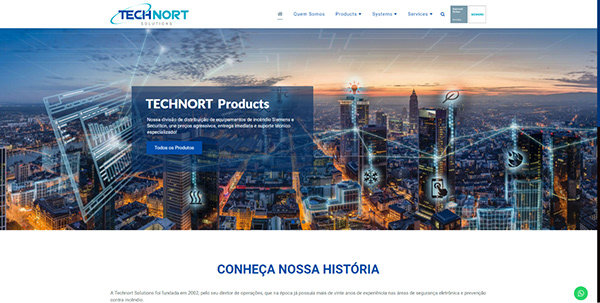 TECHNORT
SOLUTIONS
Quem Somos
Products
Systems
Services
TECHNORT Products
Nossa divisão de distribuição de equipamentos de incêndio Siemens e
Securiton, une preços agressivos, entrega imediata e suporte técnico
especializado!
Todos os Produtos
CONHEÇA NOSSA HISTÓRIA
A Technort Solutions foi fundada em 2002, pelo seu diretor de operações, que na época já possuía mais de vinte anos de experiência nas áreas de segurança eletrônica e prevenção
contra incêndio.